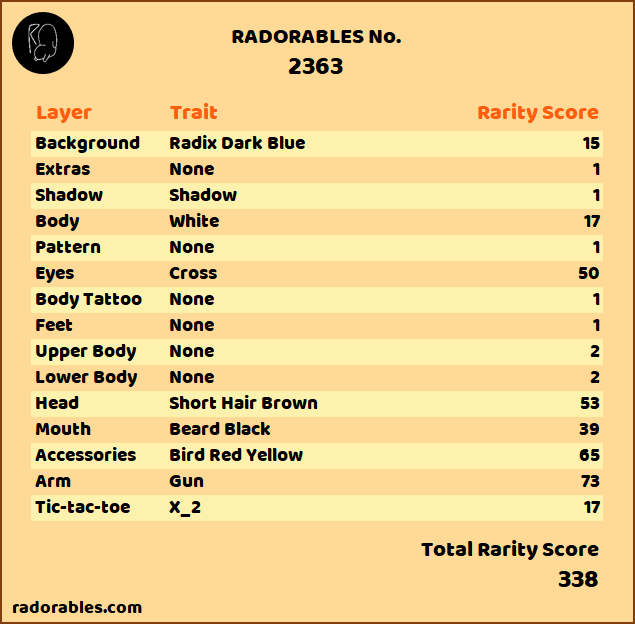 RADORABLES No.
2363
Layer Trait Rarity Score
Background Radix Dark Blue 15
Extras None 1
Shadow Shadow 1
Body White 17
Pattern None 1
Eyes Cross 50
Body Tattoo None 1
Feet None 1
Upper Body None 2
Lower Body None 2
Head Short Hair Brown 53
Mouth Beard Black 39
Accessories Bird Red Yellow 65
Arm Gun 73
Tic-tac-toe X_2 17
Total Rarity Score
338
radorables.com